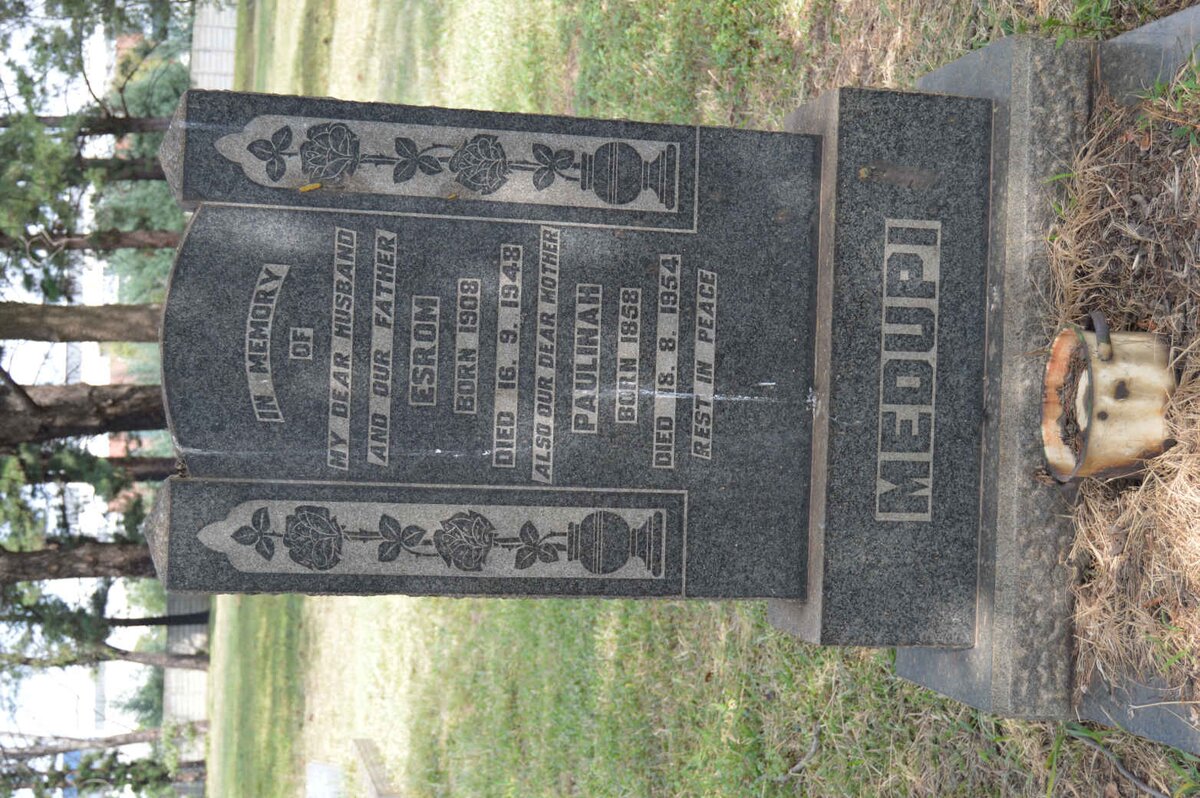 IN MEMORY
OF
MY DEAR HUSBAND
AND OUR FATHER
ESROM
BORN 1908
DIED 16. 9. 1948
ALSO OUR DEAR MOTHER
PAULINAH
BORN 1858
DIED 18. 8. 1954
REST IN PEACE
MEDUPI